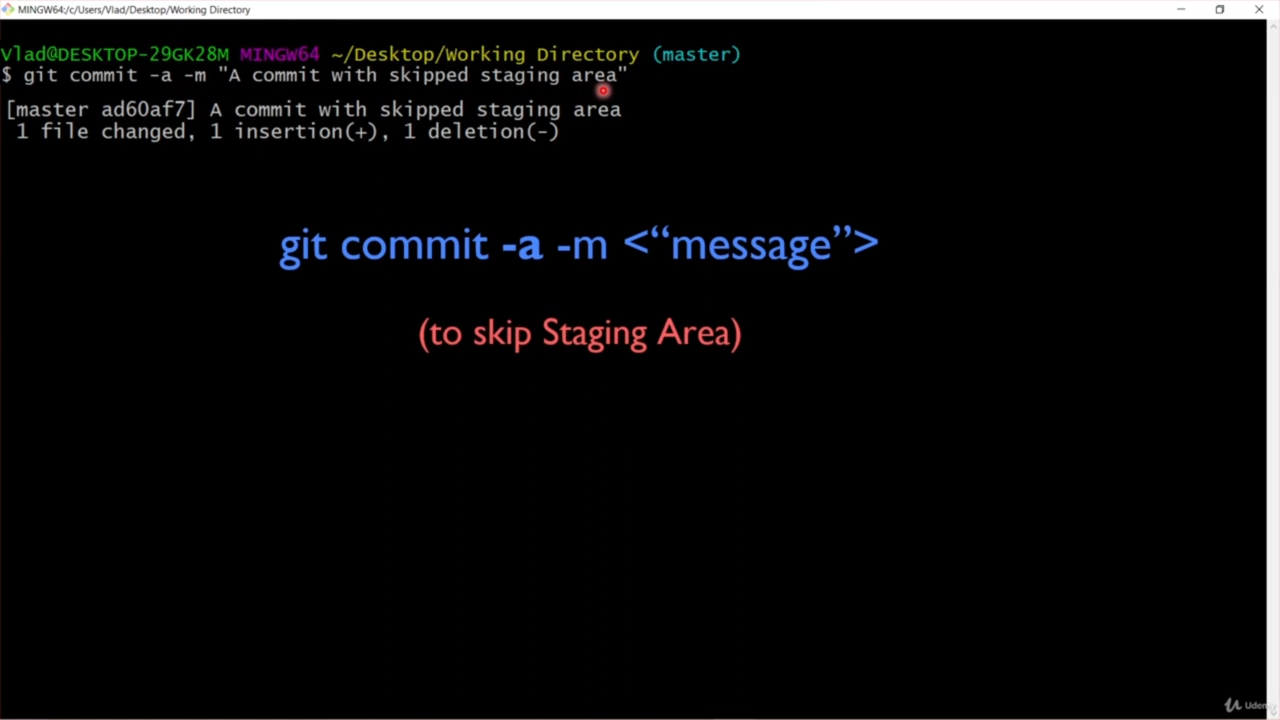 MINGW64:/c/Users/Vlad/Desktop/Working Directory
Vlad@DESKTOP-29GK28M MINGW64 ~/Desktop/Working Directory (master)
$ git commit -a -m "A commit with skipped staging area"
[master ad60af7] A commit with skipped staging area
1 file changed, 1 insertion(+), 1 deletion(-)
git commit -a -m <“message”>
(to skip Staging Area)